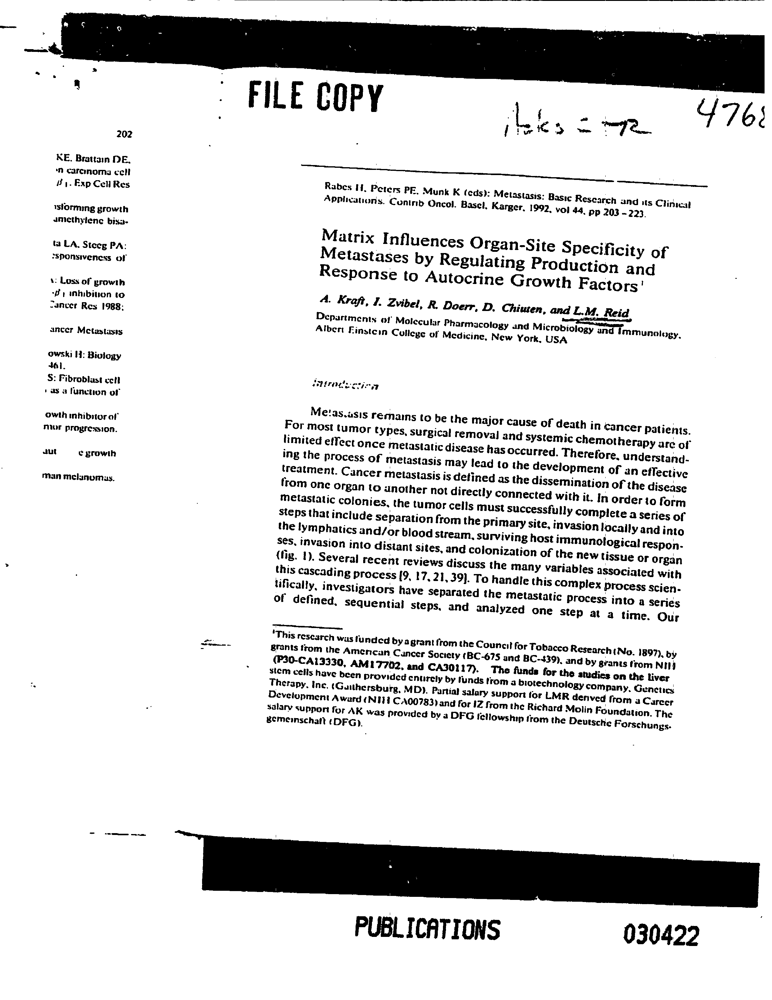 FILE COPY
4768
202
KE, Brattain DE,
n carcinoma cell
β1. Exp Cell Res
nsforming growth
amethylene bisa-
ta LA, Steeg PA:
sponsiveness of
s: Loss of growth
-β1 inhibition to
Cancer Res 1988;
ancer Metastasis
owski H: Biology
461.
S: Fibroblast cell
as a function of
owth inhibitor of
mor progression.
aut e growth
man melanomas.
Rabes H, Peters PE, Munk K (eds): Metastasis: Basic Research and its Clinical
Applications. Contrib Oncol. Basel, Karger, 1992, vol 44, pp 203–223.
Matrix Influences Organ-Site Specificity of
Metastases by Regulating Production and
Response to Autocrine Growth Factors¹
A. Kraft, I. Zvibel, R. Doerr, D. Chiuten, and L.M. Reid
Departments of Molecular Pharmacology and Microbiology and Immunology,
Albert Einstein College of Medicine, New York, USA
Introduction
Metastasis remains to be the major cause of death in cancer patients.
For most tumor types, surgical removal and systemic chemotherapy are of
limited effect once metastatic disease has occurred. Therefore, understand-
ing the process of metastasis may lead to the development of an effective
treatment. Cancer metastasis is defined as the dissemination of the disease
from one organ to another not directly connected with it. In order to form
metastatic colonies, the tumor cells must successfully complete a series of
steps that include separation from the primary site, invasion locally and into
the lymphatics and/or blood stream, surviving host immunological respon-
ses, invasion into distant sites, and colonization of the new tissue or organ
(fig. 1). Several recent reviews discuss the many variables associated with
this cascading process [9, 17, 21, 39]. To handle this complex process scien-
tifically, investigators have separated the metastatic process into a series
of defined, sequential steps, and analyzed one step at a time. Our
¹This research was funded by a grant from the Council for Tobacco Research (No. 1897), by
grants from the American Cancer Society (BC-675 and BC-439), and by grants from NIH
(P30-CA13330, AM17702, and CA30117). The funds for the studies on the liver
stem cells have been provided entirely by funds from a biotechnology company, Genetics
Therapy, Inc. (Gaithersburg, MD). Partial salary support for LMR derived from a Career
Development Award (NIH CA00783) and for IZ from the Richard Molin Foundation. The
salary support for AK was provided by a DFG fellowship from the Deutsche Forschungs-
gemeinschaft (DFG).
PUBLICATIONS
030422